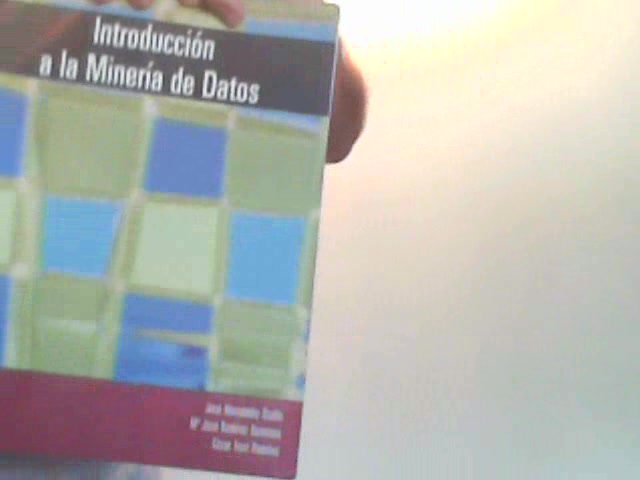 Introducción
a la Minería de Datos
José Hernández Orallo
Mª José Ramírez Quintana
César Ferri Ramírez